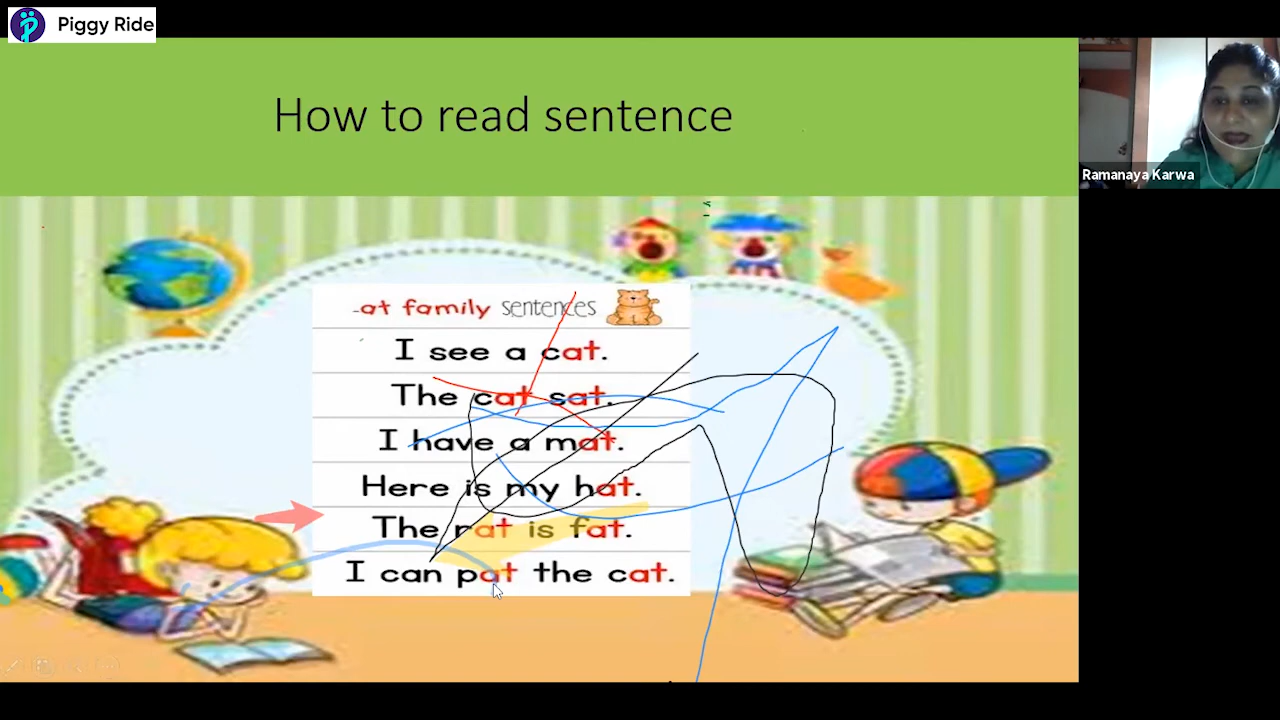 Piggy Ride
How to read sentence
Ramanaya Karwa
-at family sentences
I see a cat.
The cat sat.
I have a mat.
Here is my hat.
The rat is fat.
I can pat the cat.